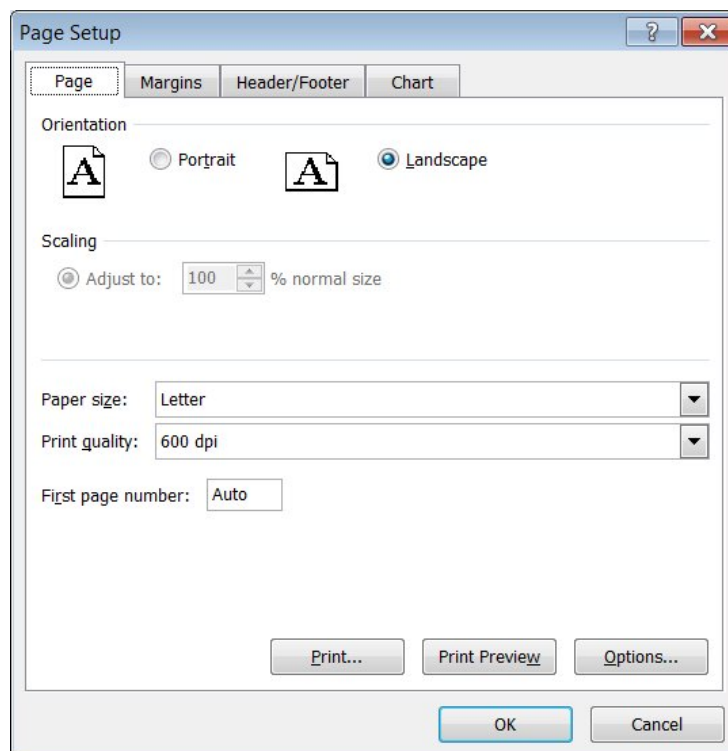 Page Setup
Page Margins Header/Footer Chart
Orientation
A Portrait A Landscape
Scaling
Adjust to: 100 % normal size
Paper size: Letter
Print quality: 600 dpi
First page number: Auto
Print... Print Preview Options...
OK Cancel